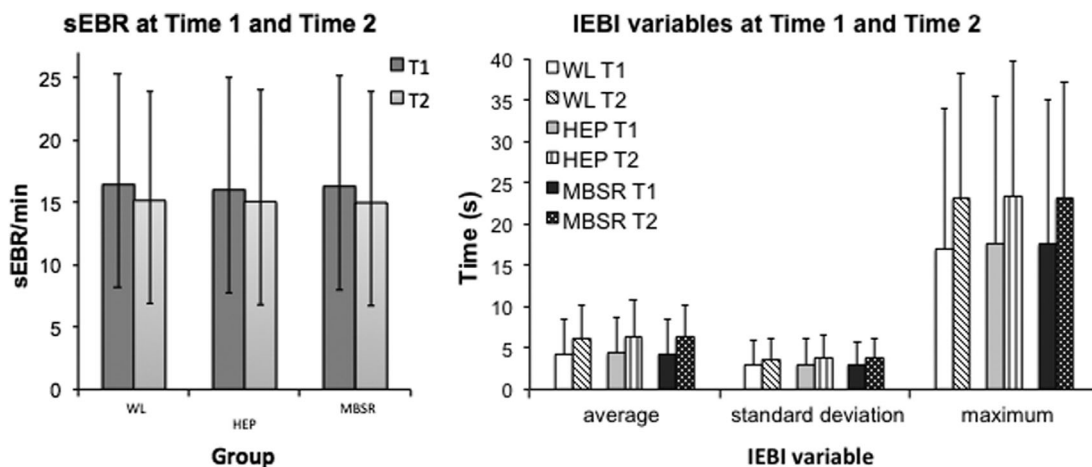 sEBR at Time 1 and Time 2
25
20
15
10
5
0
sEBR/min
T1
T2
WL
HEP
MBSR
Group
IEBI variables at Time 1 and Time 2
40
35
30
25
20
15
10
5
0
Time (s)
WL T1
WL T2
HEP T1
HEP T2
MBSR T1
MBSR T2
average standard deviation maximum
IEBI variable